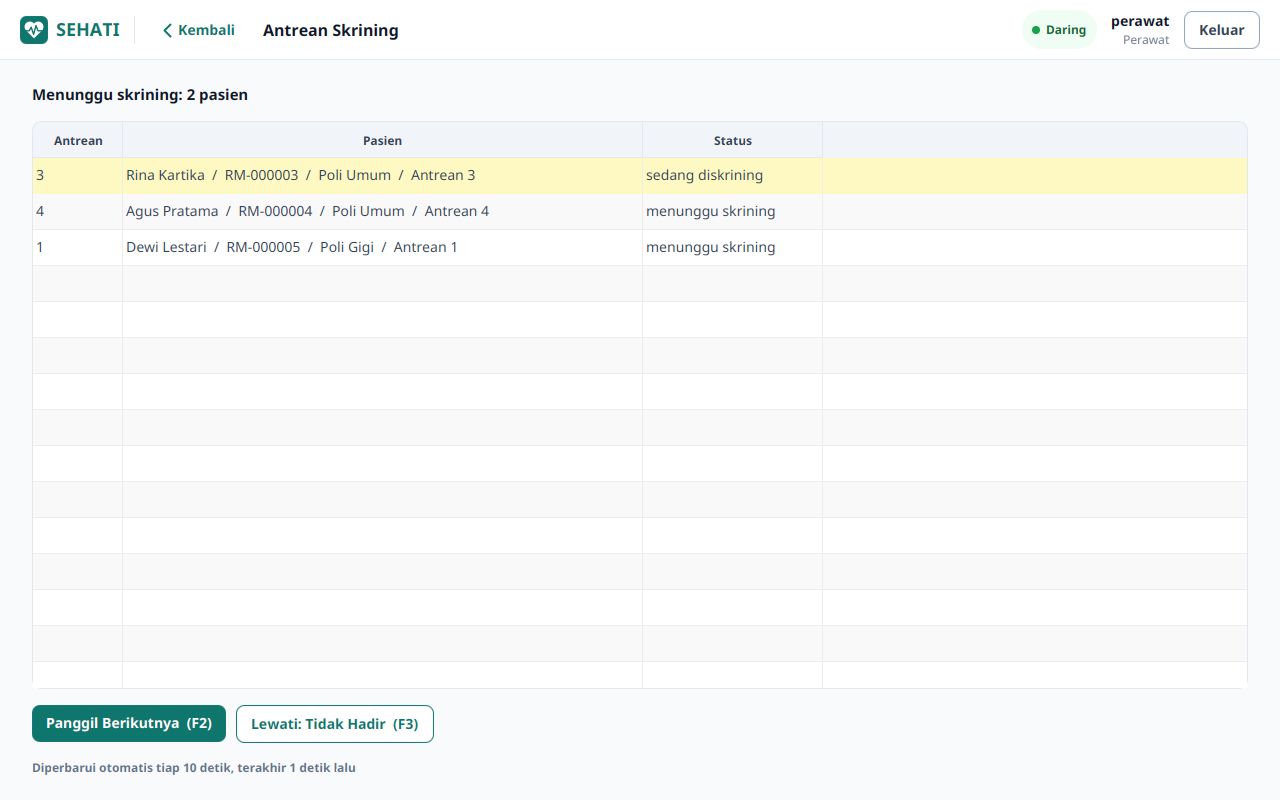 SEHATI
Kembali
Antrean Skrining
Daring
perawat
Perawat
Keluar
Menunggu skrining: 2 pasien
Antrean Pasien Status
3 Rina Kartika / RM-000003 / Poli Umum / Antrean 3 sedang diskrining
4 Agus Pratama / RM-000004 / Poli Umum / Antrean 4 menunggu skrining
1 Dewi Lestari / RM-000005 / Poli Gigi / Antrean 1 menunggu skrining
Panggil Berikutnya (F2) Lewati: Tidak Hadir (F3)
Diperbarui otomatis tiap 10 detik, terakhir 1 detik lalu